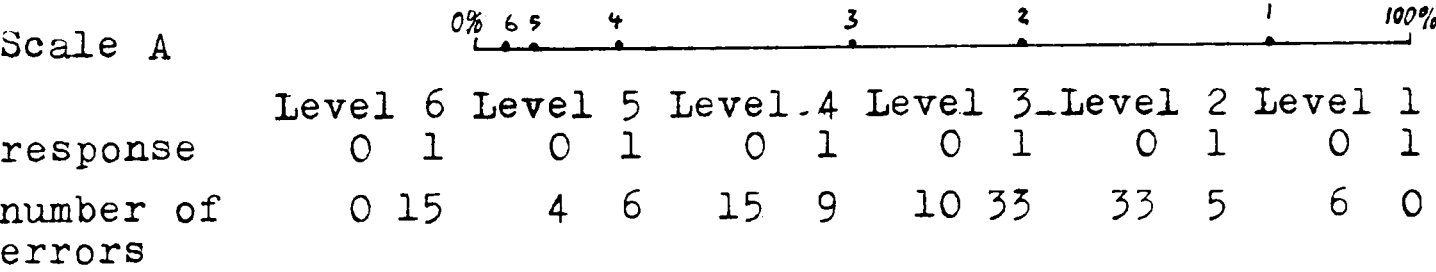 0% 6 5 4 3 2 1 100%
Scale A
Level 6 Level 5 Level.4 Level 3-Level 2 Level 1
response 0 1 0 1 0 1 0 1 0 1 0 1
number of 0 15 4 6 15 9 10 33 33 5 6 0
errors